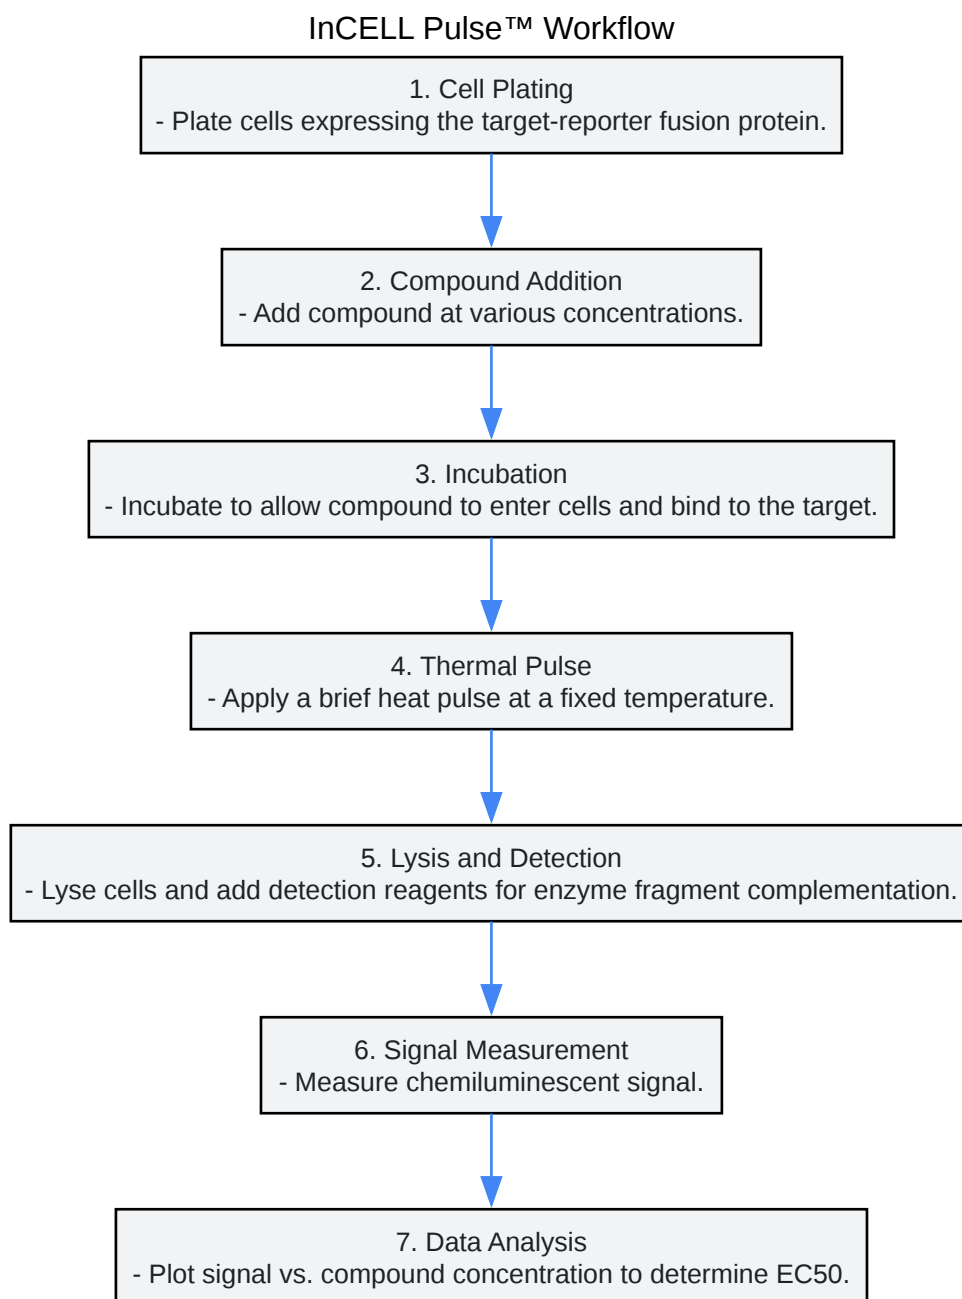 InCELL Pulse™ Workflow
1. Cell Plating
- Plate cells expressing the target-reporter fusion protein.
2. Compound Addition
- Add compound at various concentrations.
3. Incubation
- Incubate to allow compound to enter cells and bind to the target.
4. Thermal Pulse
- Apply a brief heat pulse at a fixed temperature.
5. Lysis and Detection
- Lyse cells and add detection reagents for enzyme fragment complementation.
6. Signal Measurement
- Measure chemiluminescent signal.
7. Data Analysis
- Plot signal vs. compound concentration to determine EC50.